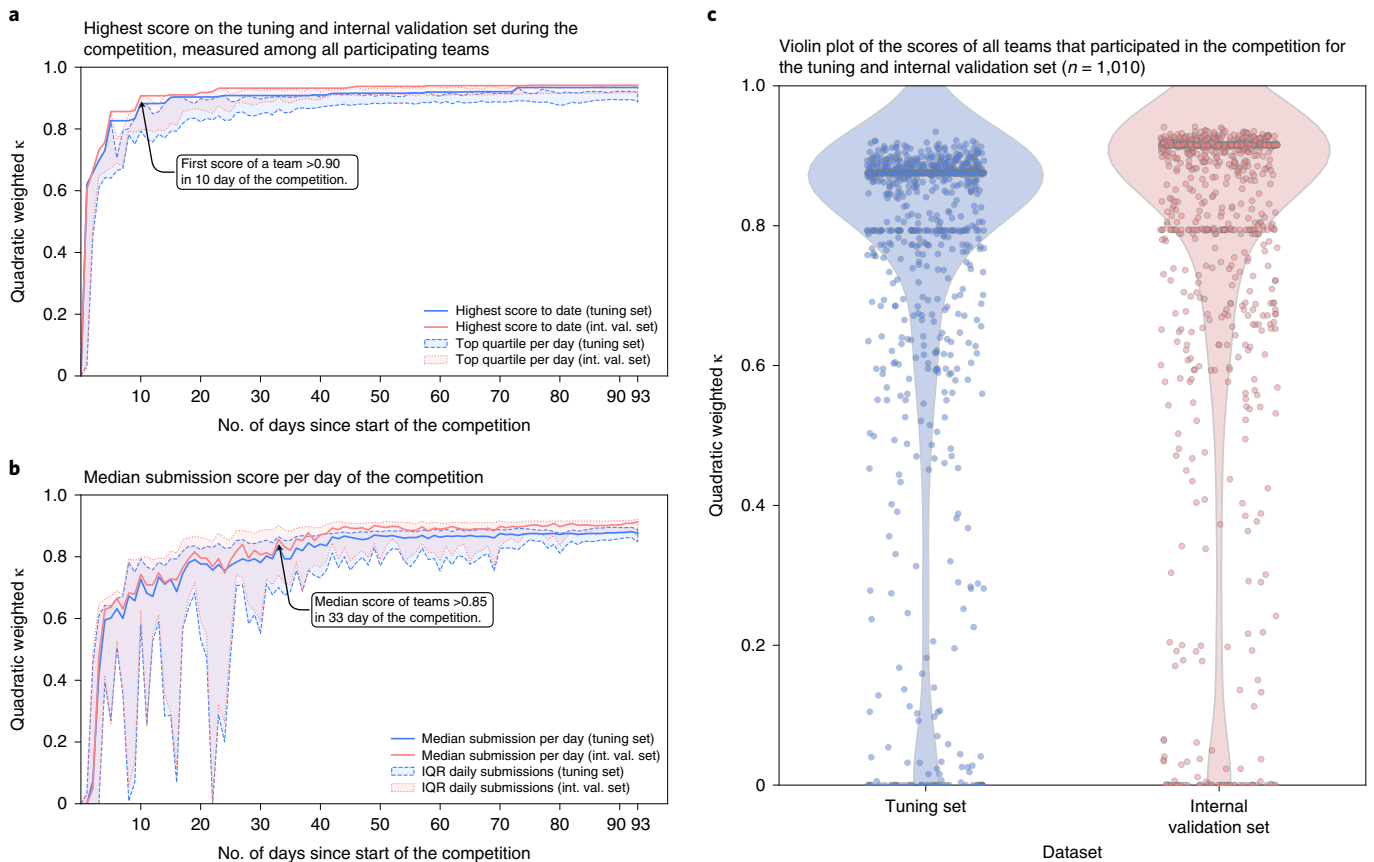 a
Highest score on the tuning and internal validation set during the
competition, measured among all participating teams
Quadratic weighted κ
1.0
0.8
0.6
0.4
0.2
0
First score of a team >0.90
in 10 day of the competition.
Highest score to date (tuning set)
Highest score to date (int. val. set)
Top quartile per day (tuning set)
Top quartile per day (int. val. set)
10 20 30 40 50 60 70 80 90 93
No. of days since start of the competition
b
Median submission score per day of the competition
Quadratic weighted κ
1.0
0.8
0.6
0.4
0.2
0
Median score of teams >0.85
in 33 day of the competition.
Median submission per day (tuning set)
Median submission per day (int. val. set)
IQR daily submissions (tuning set)
IQR daily submissions (int. val. set)
10 20 30 40 50 60 70 80 90 93
No. of days since start of the competition
c
Violin plot of the scores of all teams that participated in the competition for
the tuning and internal validation set (n = 1,010)
Quadratic weighted κ
1.0
0.8
0.6
0.4
0.2
0
Tuning set
Internal
validation set
Dataset